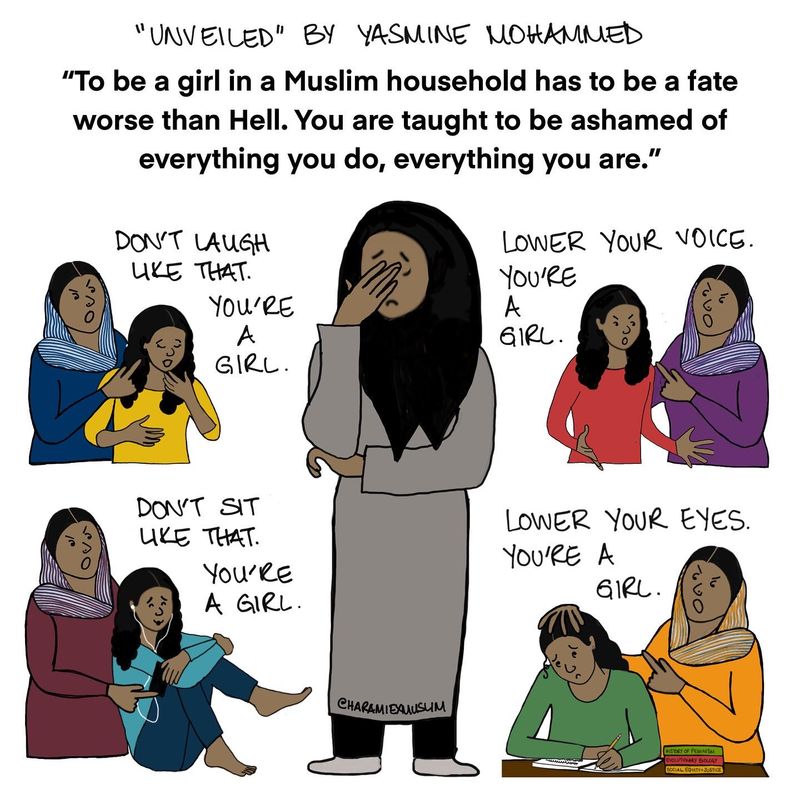 "UNVEILED" BY YASMINE MOHAMMED
“To be a girl in a Muslim household has to be a fate
worse than Hell. You are taught to be ashamed of
everything you do, everything you are.”
DON'T LAUGH
LIKE THAT.
YOU'RE
A
GIRL.
LOWER YOUR VOICE.
YOU'RE
A
GIRL.
DON'T SIT
LIKE THAT.
YOU'RE
A GIRL.
LOWER YOUR EYES.
YOU'RE A
GIRL.
@HARAMIEXMUSLIM
HISTORY OF FEMINISM
EVOLUTIONARY BIOLOGY
SOCIAL EQUITY + JUSTICE